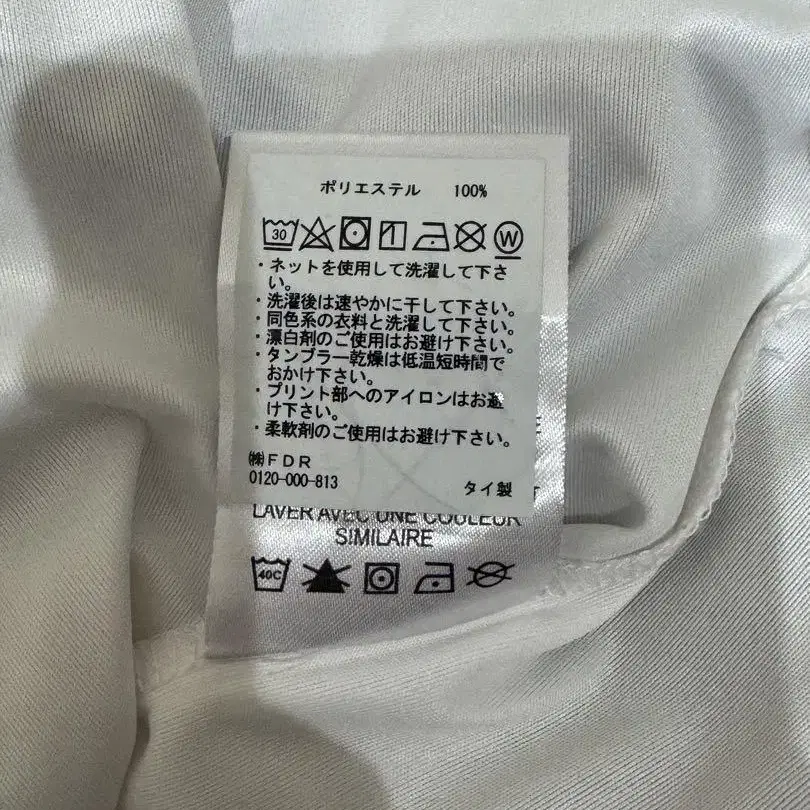 ポリエステル 100%
30
W
・ネットを使用して洗濯して下さ
い。
・洗濯後は速やかに干して下さい。
・同色系の衣料と洗濯して下さい。
・漂白剤のご使用はお避け下さい。
・タンブラー乾燥は低温短時間で
おかけ下さい。
・プリント部へのアイロンはお避
け下さい。
・柔軟剤のご使用はお避け下さい。
㈱FDR
0120-000-813 タイ製
LAVER AVEC UNE COULEUR
SIMILAIRE
40C